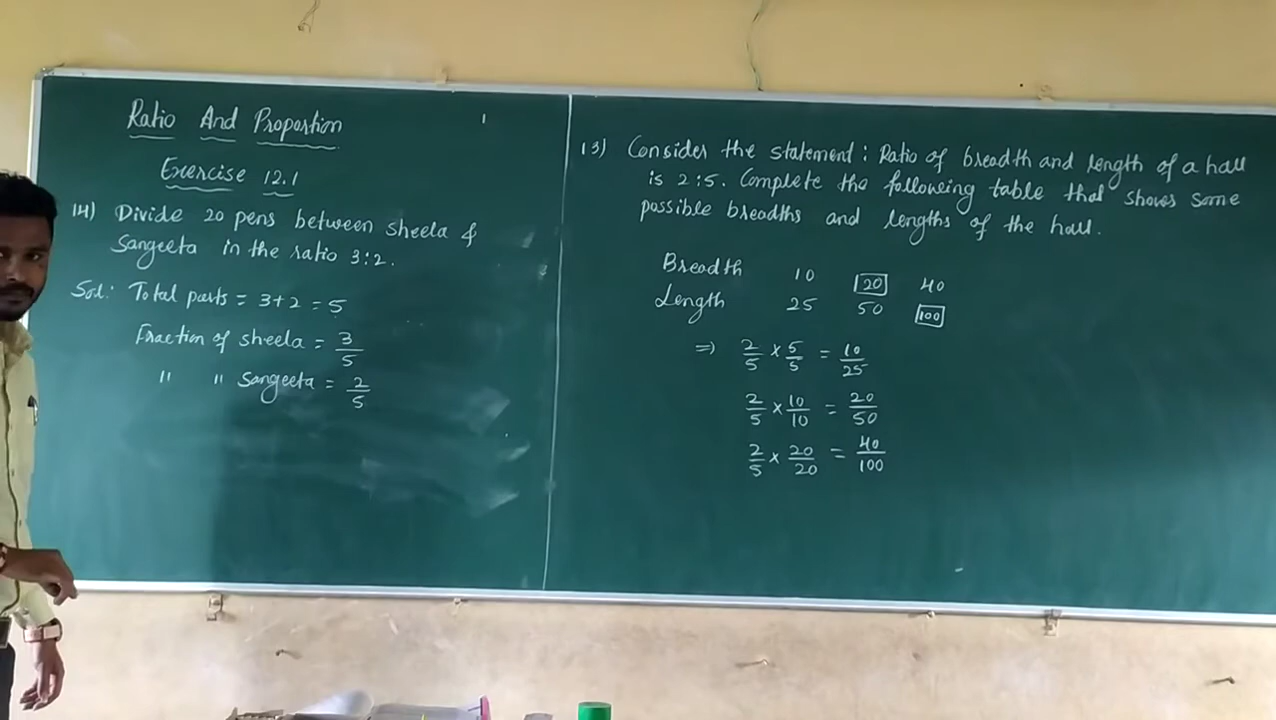 Ratio And Proportion
Exercise 12.1
14) Divide 20 pens between sheela &
Sangeeta in the ratio 3:2.
Sol: Total parts = 3+2 = 5
Fraction of sheela = 3/5
" " Sangeeta = 2/5
13) Consider the statement : Ratio of breadth and length of a hall
is 2:5. Complete the following table that shows some
possible breadths and lengths of the hall.
Breadth 10 20 40
Length 25 50 100
=> 2/5 × 5/5 = 10/25
2/5 × 10/10 = 20/50
2/5 × 20/20 = 40/100